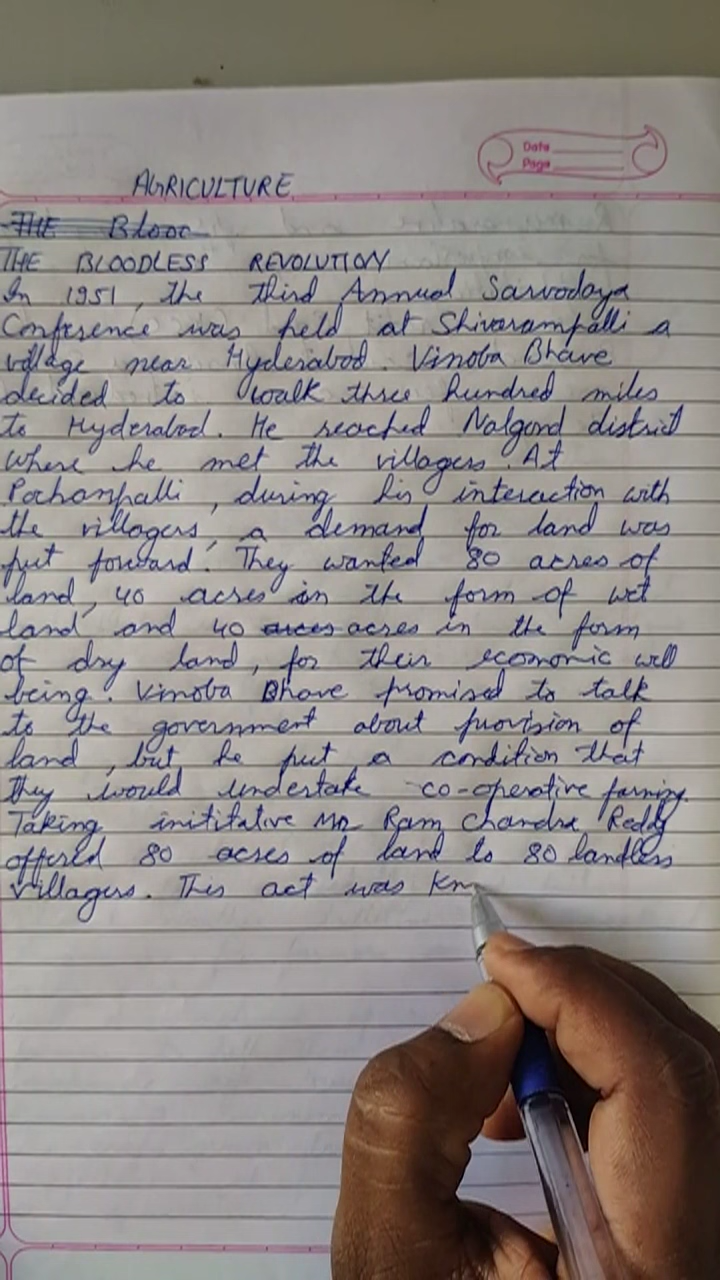 Date
Page
AGRICULTURE
THE Blooc
THE BLOODLESS REVOLUTION
In 1951, the third Annual Sarvodaya
Conference was held at Shivarampalli a
village near Hyderabad. Vinoba Bhave
decided to walk three hundred miles
to Hyderabad. He reached Nalgond district
where he met the villagers. At
Pochampalli, during his interaction with
the villagers, a demand for land was
put forward. They wanted 80 acres of
land, 40 acres in the form of wet
land and 40 acres acres in the form
of dry land, for their economic well
being. Vinoba Bhave promised to talk
to the government about provision of
land, but he put a condition that
they would undertake co-operative farming.
Taking inititative Mr Ram Chandra Reddy
offered 80 acres of land to 80 landless
villagers. This act was Kn